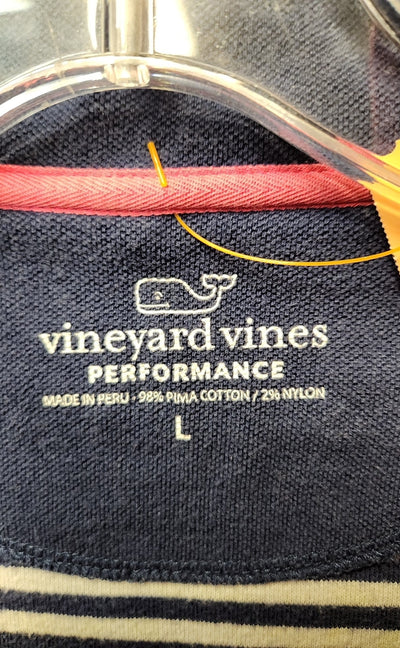 vineyard vines
PERFORMANCE
MADE IN PERU · 98% PIMA COTTON / 2% NYLON
L